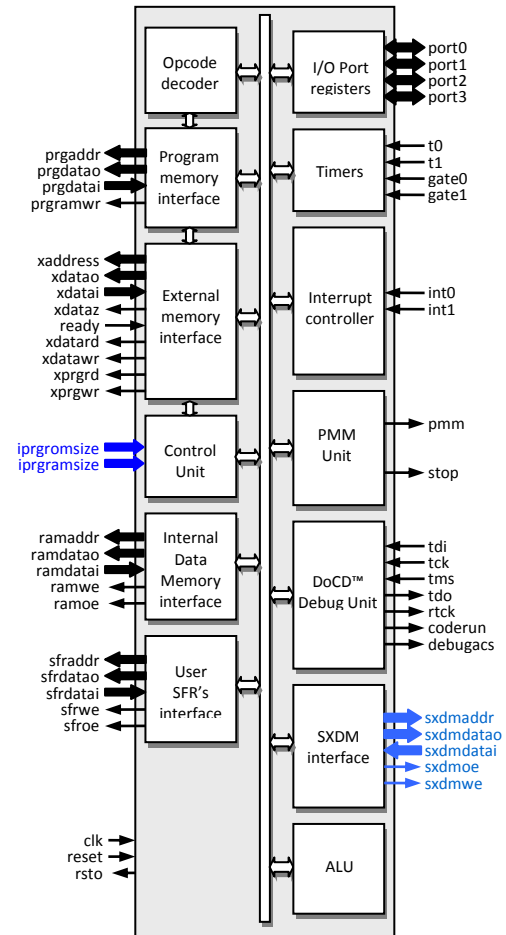 Opcode
decoder
I/O Port
registers
port0
port1
port2
port3
prgaddr
prgdatao
prgdatai
prgramwr
Program
memory
interface
Timers
t0
t1
gate0
gate1
xaddress
xdatao
xdatai
xdataz
ready
xdatard
xdatawr
xprgrd
xprgwr
External
memory
interface
Interrupt
controller
int0
int1
iprgromsize
iprgramsize
Control
Unit
PMM
Unit
pmm
stop
ramaddr
ramdatao
ramdatai
ramwe
ramoe
Internal
Data
Memory
interface
DoCD™
Debug Unit
tdi
tck
tms
tdo
rtck
coderun
debugacs
sfraddr
sfrdatao
sfrdatai
sfrwe
sfroe
User
SFR's
interface
SXDM
interface
sxdmaddr
sxdmdatao
sxdmdatai
sxdmoe
sxdmwe
clk
reset
rsto
ALU